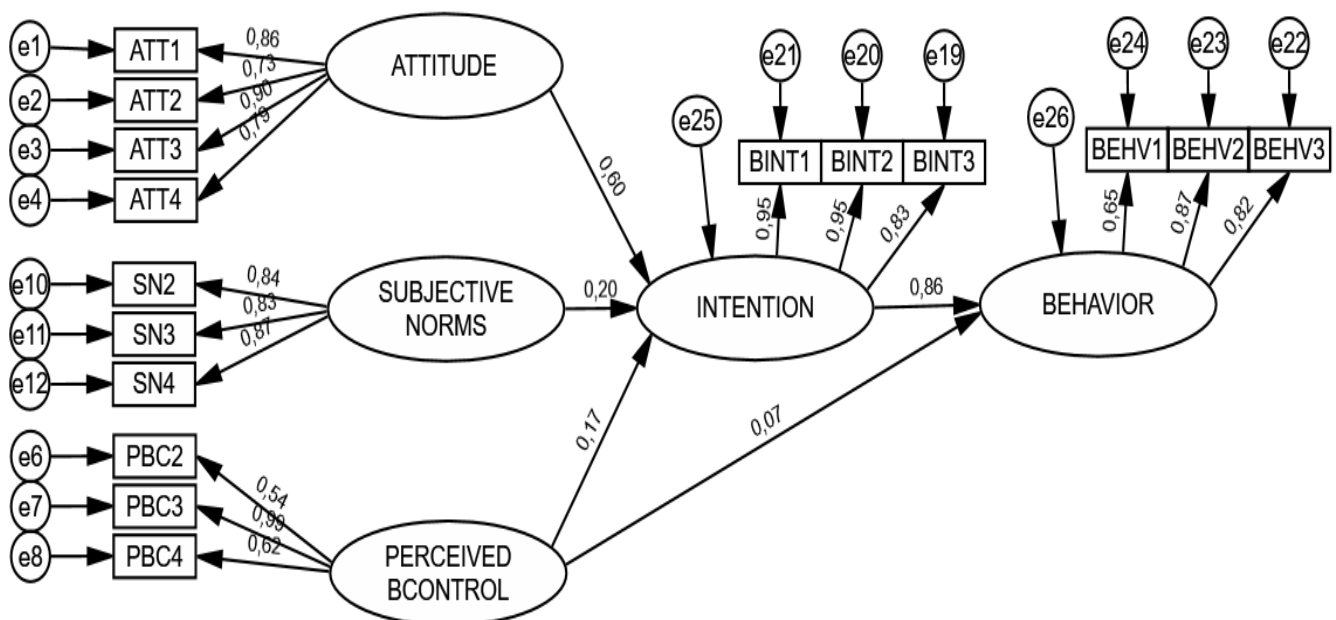 e1
ATT1
0,86
e2
ATT2
0,73
e3
ATT3
0,90
e4
ATT4
0,79
ATTITUDE
0,60
e10
SN2
0,84
e11
SN3
0,83
e12
SN4
0,87
SUBJECTIVE
NORMS
0,20
e6
PBC2
0,54
e7
PBC3
0,99
e8
PBC4
0,62
PERCEIVED
BCONTROL
0,17
0,07
e25
e21
e20
e19
BINT1
BINT2
BINT3
0,95
0,95
0,83
INTENTION
0,86
e26
e24
e23
e22
BEHV1
BEHV2
BEHV3
0,65
0,87
0,82
BEHAVIOR